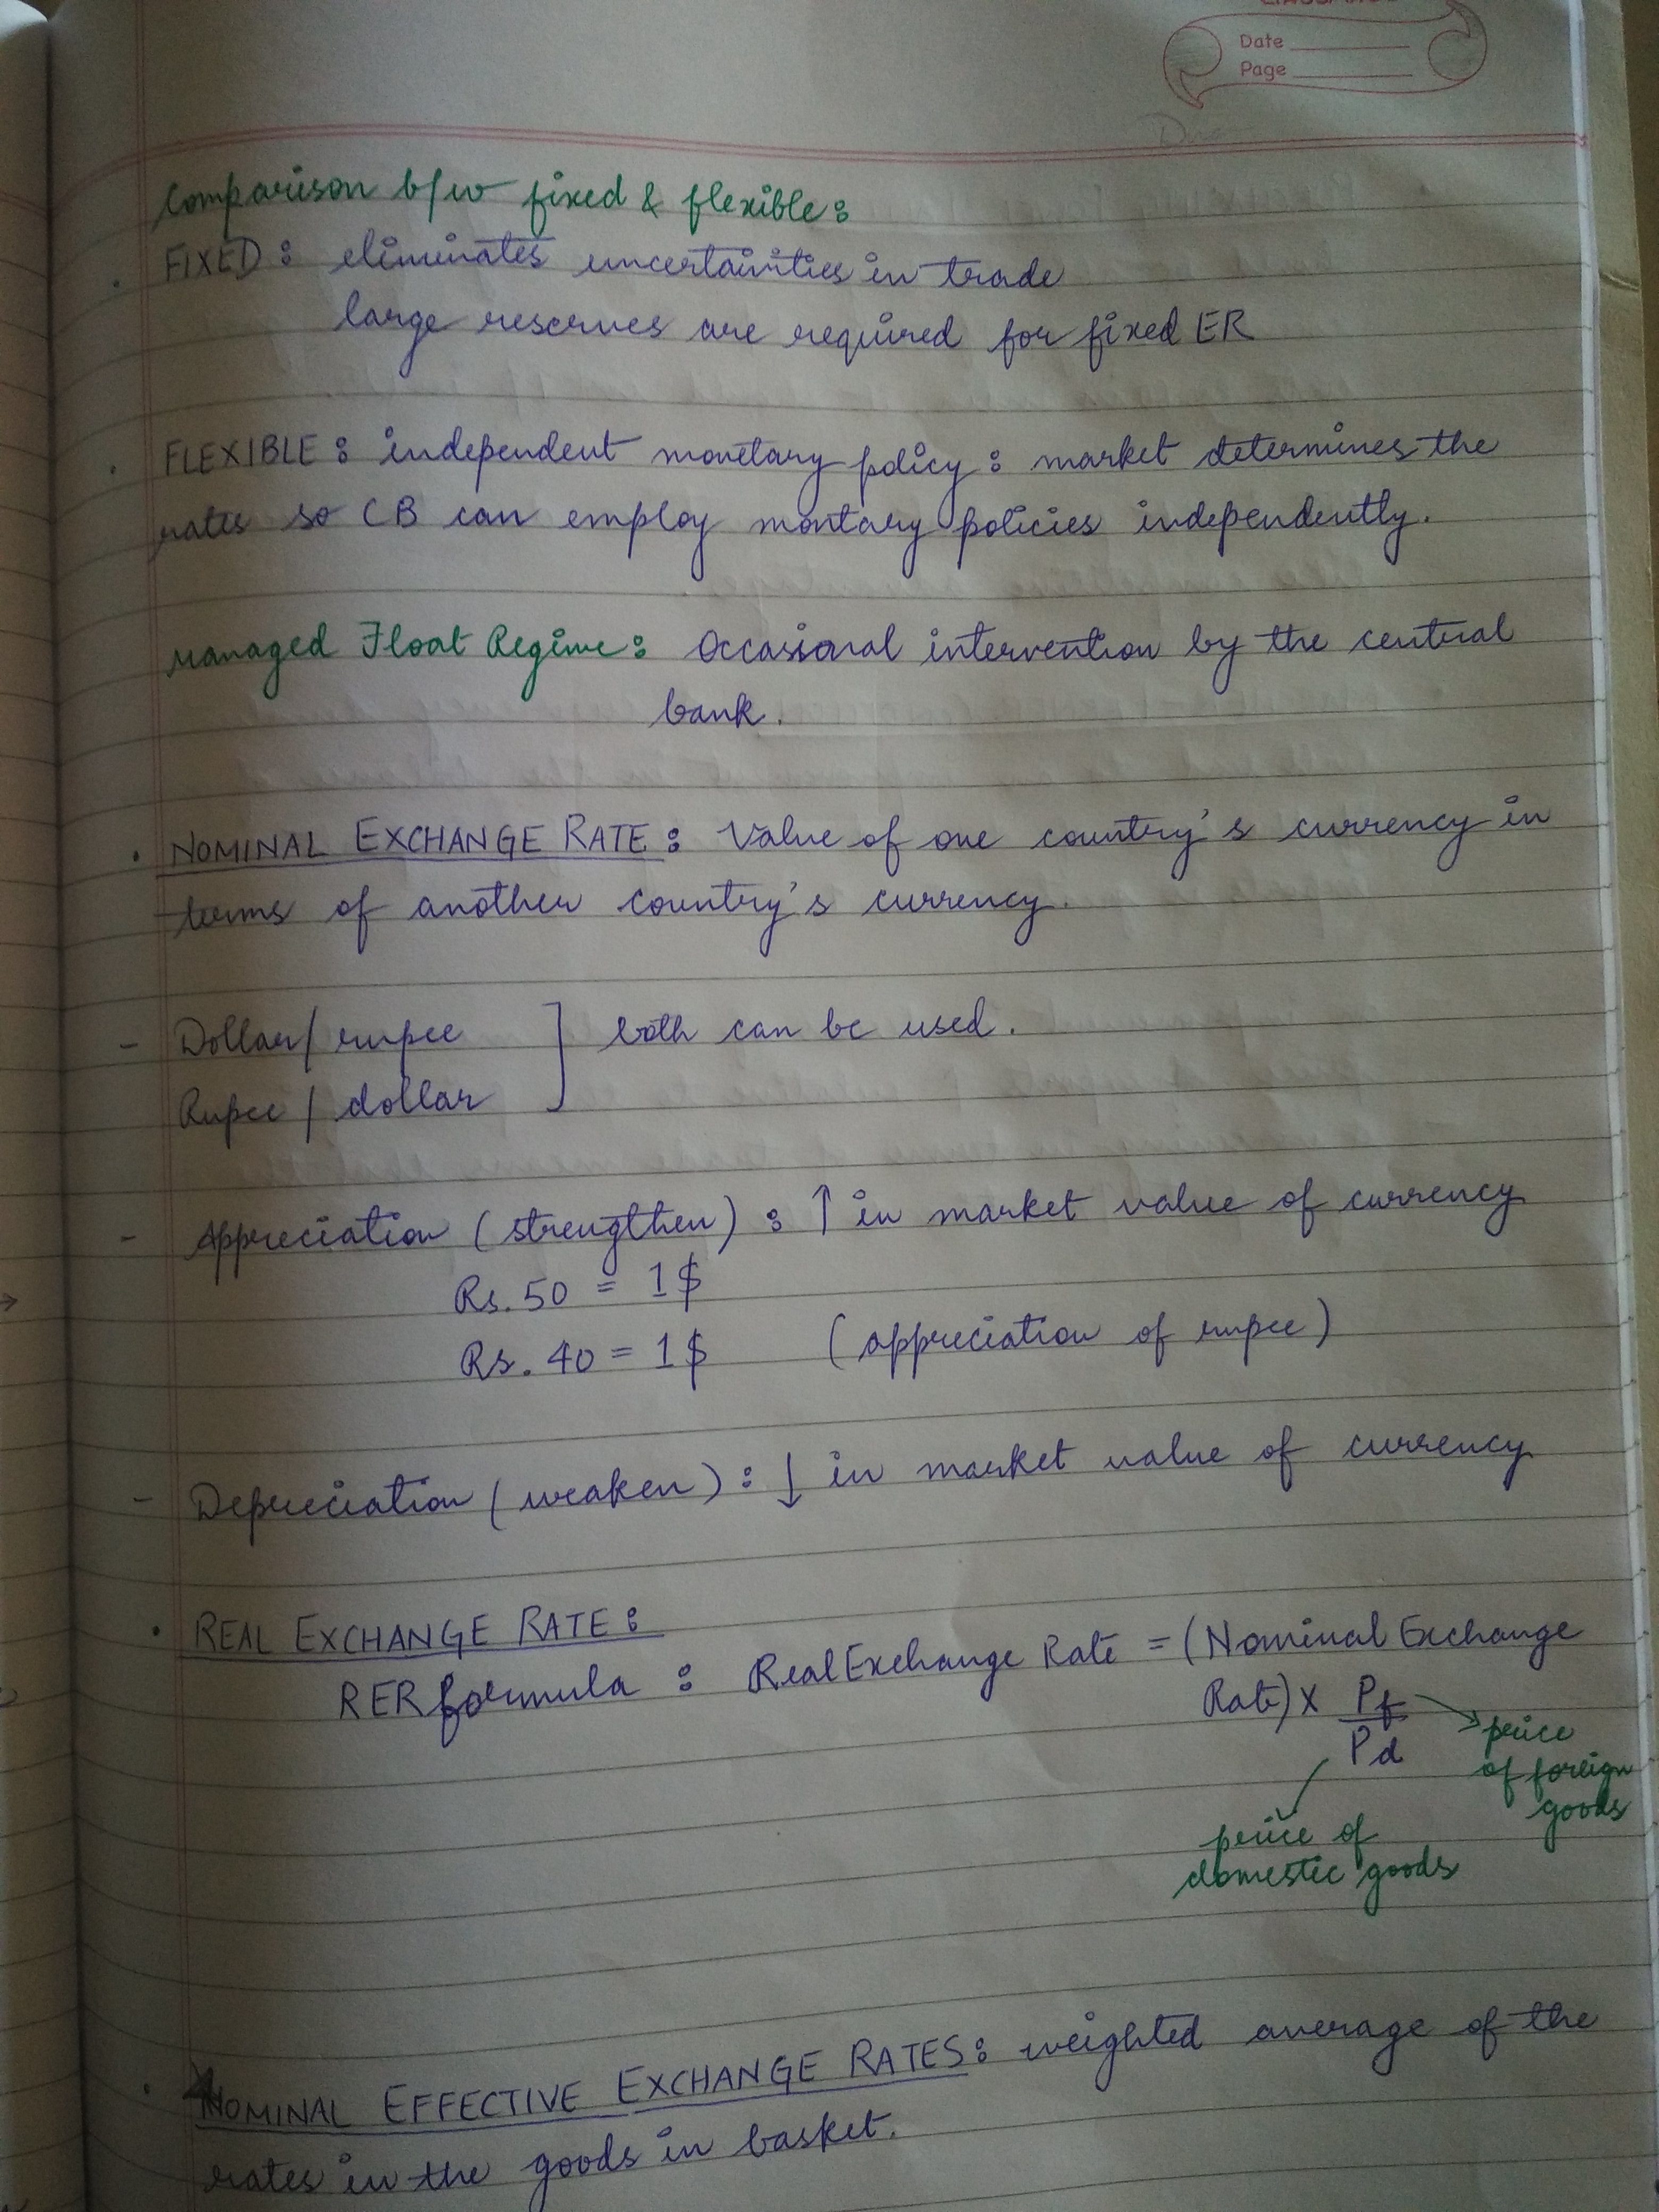 Date
Page
Comparison b/w fixed & flexible:
FIXED: eliminates uncertainities in trade
large reserves are required for fixed ER
FLEXIBLE: independent monetary policy: market determines the
rates so CB can employ montary policies independently.
Managed Float Regime: Occasional intervention by the central
bank.
NOMINAL EXCHANGE RATE: Value of one country's currency in
terms of another country's currency.
- Dollar/ rupee ] both can be used.
Rupee / dollar
- Appreciation (strengthen): ↑ in market value of currency
Rs. 50 = 1$
Rs. 40 = 1$ (appreciation of rupee)
- Depreciation (weaken): ↓ in market value of currency
• REAL EXCHANGE RATE:
RER formula: Real Exchange Rate = (Nominal Exchange
Rate) X Pf
Pd
price
of foreign
goods
price of
domestic goods
• NOMINAL EFFECTIVE EXCHANGE RATES: weighted average of the
rates in the goods in basket.